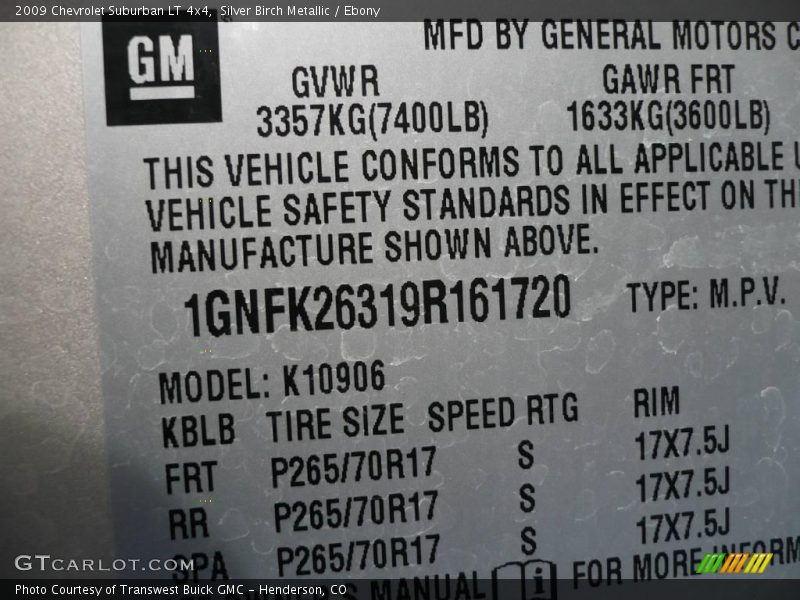 2009 Chevrolet Suburban LT 4x4, Silver Birch Metallic / Ebony
GM
MFD BY GENERAL MOTORS C
GVWR GAWR FRT
3357KG(7400LB) 1633KG(3600LB)
THIS VEHICLE CONFORMS TO ALL APPLICABLE U
VEHICLE SAFETY STANDARDS IN EFFECT ON TH
MANUFACTURE SHOWN ABOVE.
1GNFK26319R161720 TYPE: M.P.V.
MODEL: K10906
KBLB TIRE SIZE SPEED RTG RIM
FRT P265/70R17 S 17X7.5J
RR P265/70R17 S 17X7.5J
SPA P265/70R17 S 17X7.5J
MANUAL i FOR MORE INFORM
GTCARLOT.COM
Photo Courtesy of Transwest Buick GMC - Henderson, CO